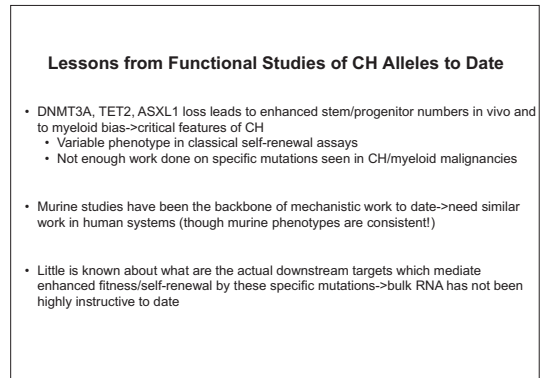 Lessons from Functional Studies of CH Alleles to Date
• DNMT3A, TET2, ASXL1 loss leads to enhanced stem/progenitor numbers in vivo and
to myeloid bias->critical features of CH
• Variable phenotype in classical self-renewal assays
• Not enough work done on specific mutations seen in CH/myeloid malignancies
• Murine studies have been the backbone of mechanistic work to date->need similar
work in human systems (though murine phenotypes are consistent!)
• Little is known about what are the actual downstream targets which mediate
enhanced fitness/self-renewal by these specific mutations->bulk RNA has not been
highly instructive to date